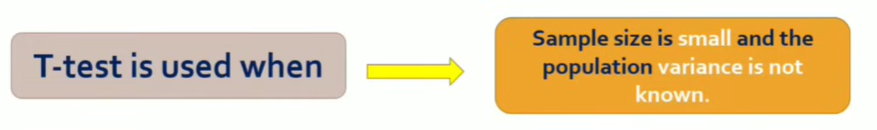 T-test is used when
Sample size is small and the
population variance is not
known.